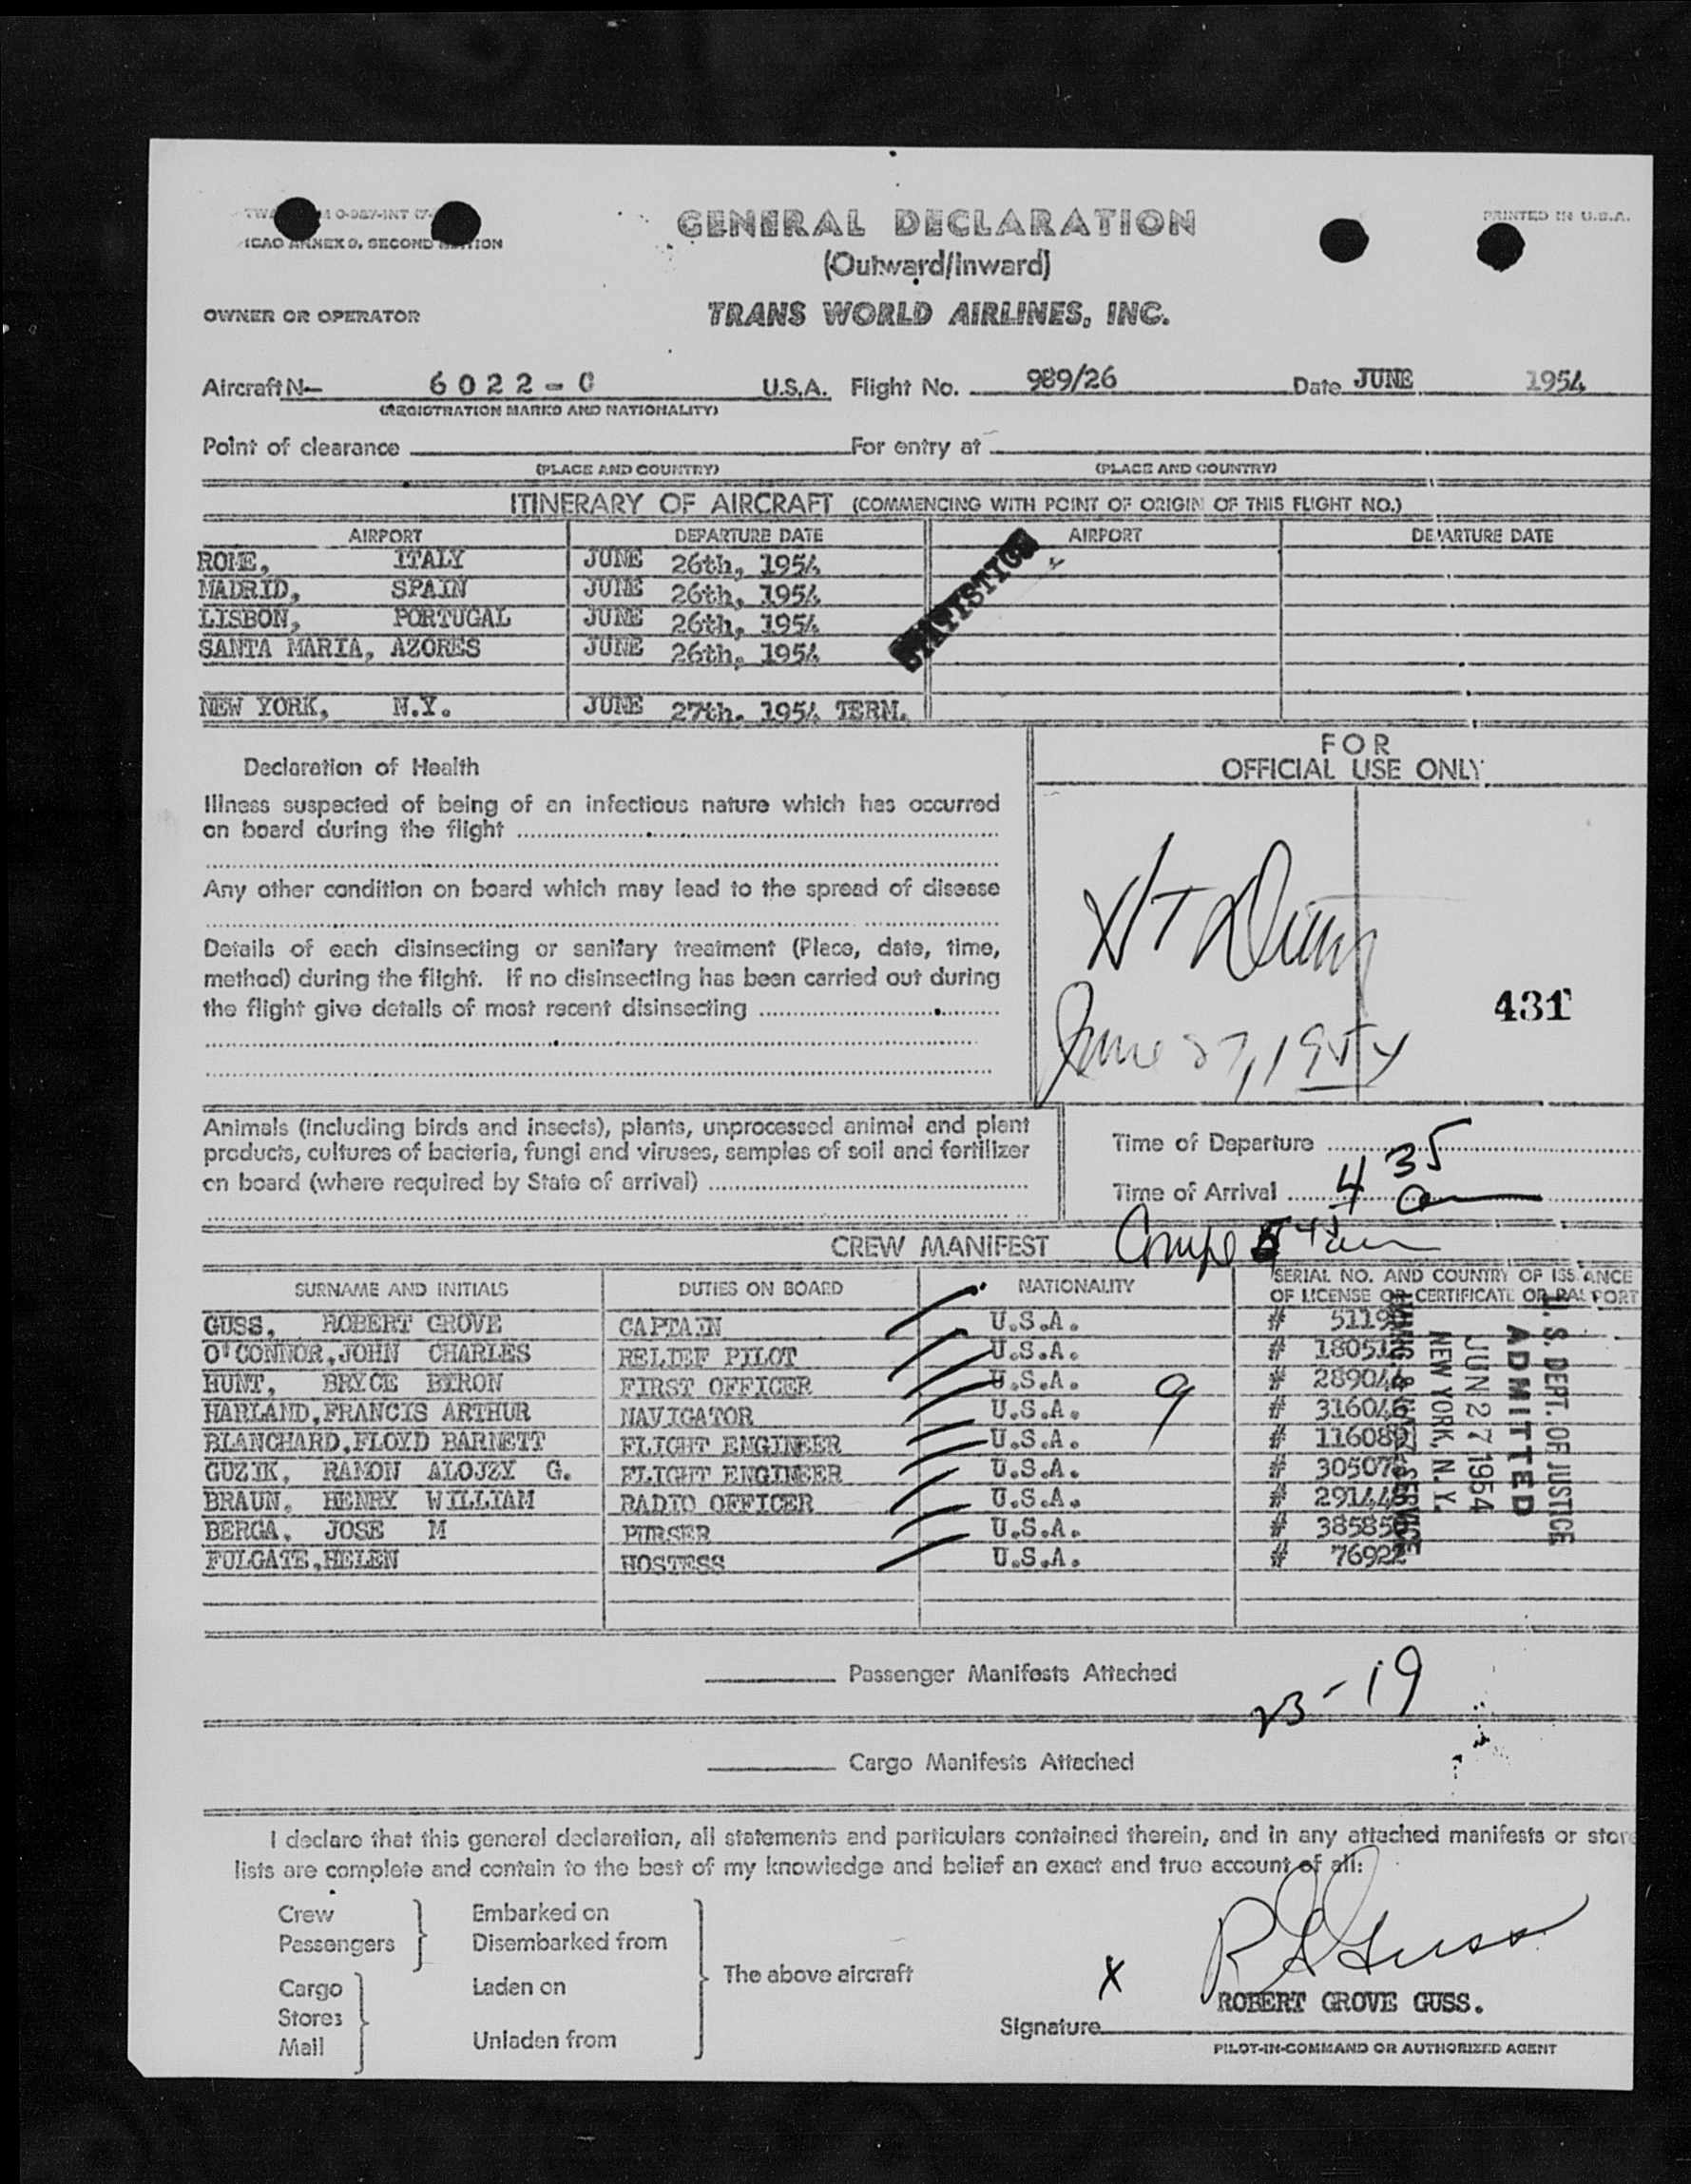 ICAO ANNEX 9, SECOND EDITION
PRINTED IN U.S.A.
GENERAL DECLARATION
(Outward/Inward)
OWNER OR OPERATOR TRANS WORLD AIRLINES, INC.
Aircraft N— 6022-C U.S.A. Flight No. 989/26 Date JUNE 1954
(REGISTRATION MARKS AND NATIONALITY)
Point of clearance For entry at
(PLACE AND COUNTRY) (PLACE AND COUNTRY)
ITINERARY OF AIRCRAFT (COMMENCING WITH POINT OF ORIGIN OF THIS FLIGHT NO.)
AIRPORT DEPARTURE DATE AIRPORT DEPARTURE DATE
ROME, ITALY JUNE 26th, 1954
MADRID, SPAIN JUNE 26th, 1954
LISBON, PORTUGAL JUNE 26th, 1954
SANTA MARIA, AZORES JUNE 26th, 1954
NEW YORK, N.Y. JUNE 27th, 1954 TERM.
STATISTICS
FOR
OFFICIAL USE ONLY
Declaration of Health
Illness suspected of being of an infectious nature which has occurred
on board during the flight
Any other condition on board which may lead to the spread of disease
Details of each disinsecting or sanitary treatment (Place, date, time,
method) during the flight. If no disinsecting has been carried out during
the flight give details of most recent disinsecting
June 27, 1954
431
Animals (including birds and insects), plants, unprocessed animal and plant
products, cultures of bacteria, fungi and viruses, samples of soil and fertilizer
on board (where required by State of arrival)
Time of Departure
Time of Arrival 4 35 a
CREW MANIFEST
SURNAME AND INITIALS DUTIES ON BOARD NATIONALITY SERIAL NO. AND COUNTRY OF ISSUANCE
OF LICENSE OR CERTIFICATE OR PASSPORT
GUSS, ROBERT GROVE CAPTAIN U.S.A. #
O'CONNOR, JOHN CHARLES RELIEF PILOT U.S.A. #
HUNT, BRYCE BYRON FIRST OFFICER U.S.A. #
HARLAND, FRANCIS ARTHUR NAVIGATOR U.S.A. #
BLANCHARD, FLOYD BARNETT FLIGHT ENGINEER U.S.A. #
GUZIK, RAMON ALOJZY G. FLIGHT ENGINEER U.S.A. #
BRAUN, HENRY WILLIAM RADIO OFFICER U.S.A. #
BERGA, JOSE M PURSER U.S.A. #
FULGATE, HELEN HOSTESS U.S.A. #
9
U. S. DEPT. OF JUSTICE
ADMITTED
JUN 27 1954
NEW YORK, N. Y.
Passenger Manifests Attached
23 - 19
Cargo Manifests Attached
I declare that this general declaration, all statements and particulars contained therein, and in any attached manifests or store
lists are complete and contain to the best of my knowledge and belief an exact and true account of all:
Crew Embarked on
Passengers Disembarked from
The above aircraft
Cargo Laden on
Stores
Mail Unladen from
X R G Guss
ROBERT GROVE GUSS.
Signature
PILOT-IN-COMMAND OR AUTHORIZED AGENT